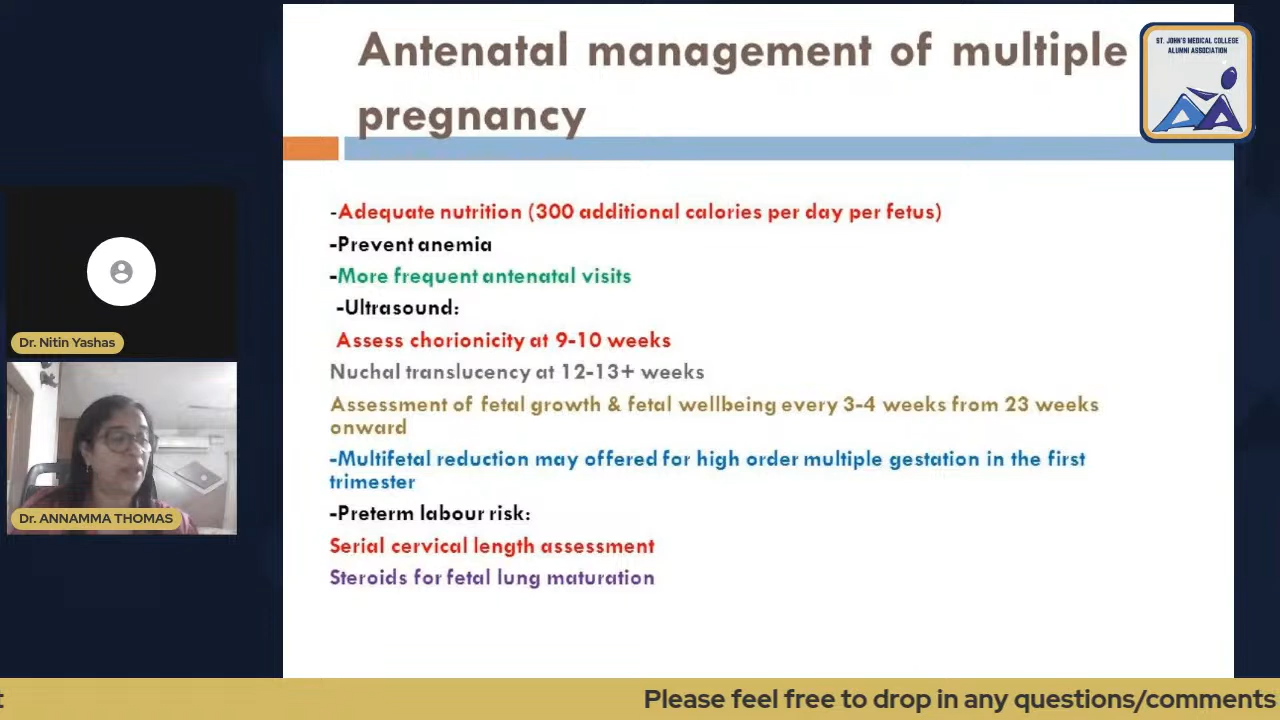 Antenatal management of multiple
pregnancy
ST. JOHN'S MEDICAL COLLEGE
ALUMNI ASSOCIATION
-Adequate nutrition (300 additional calories per day per fetus)
-Prevent anemia
-More frequent antenatal visits
-Ultrasound:
Assess chorionicity at 9-10 weeks
Nuchal translucency at 12-13+ weeks
Assessment of fetal growth & fetal wellbeing every 3-4 weeks from 23 weeks
onward
-Multifetal reduction may offered for high order multiple gestation in the first
trimester
-Preterm labour risk:
Serial cervical length assessment
Steroids for fetal lung maturation
Dr. Nitin Yashas
Dr. ANNAMMA THOMAS
t Please feel free to drop in any questions/comments